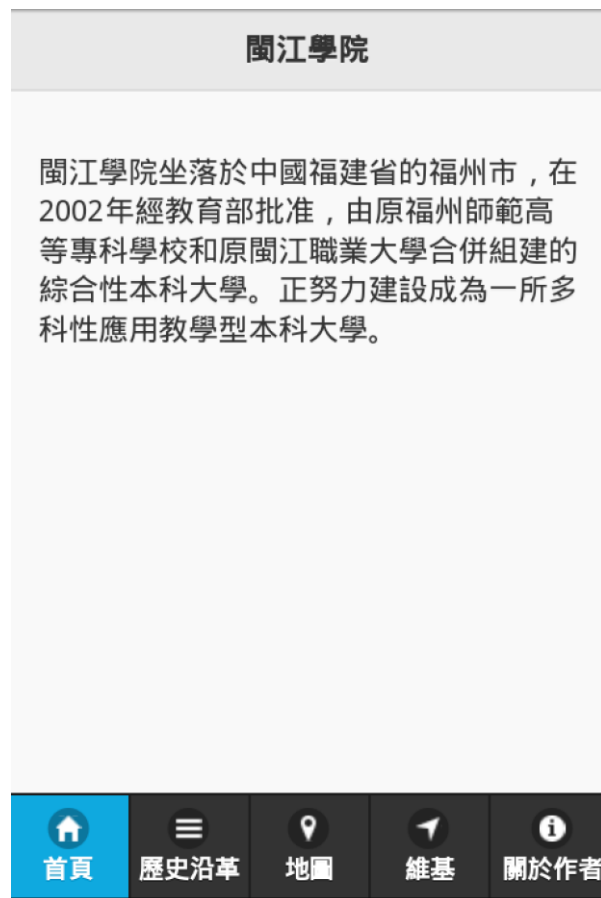 閩江學院
閩江學院坐落於中國福建省的福州市，在
2002年經教育部批准，由原福州師範高
等專科學校和原閩江職業大學合併組建的
綜合性本科大學。正努力建設成為一所多
科性應用教學型本科大學。
首頁 歷史沿革 地圖 維基 關於作者